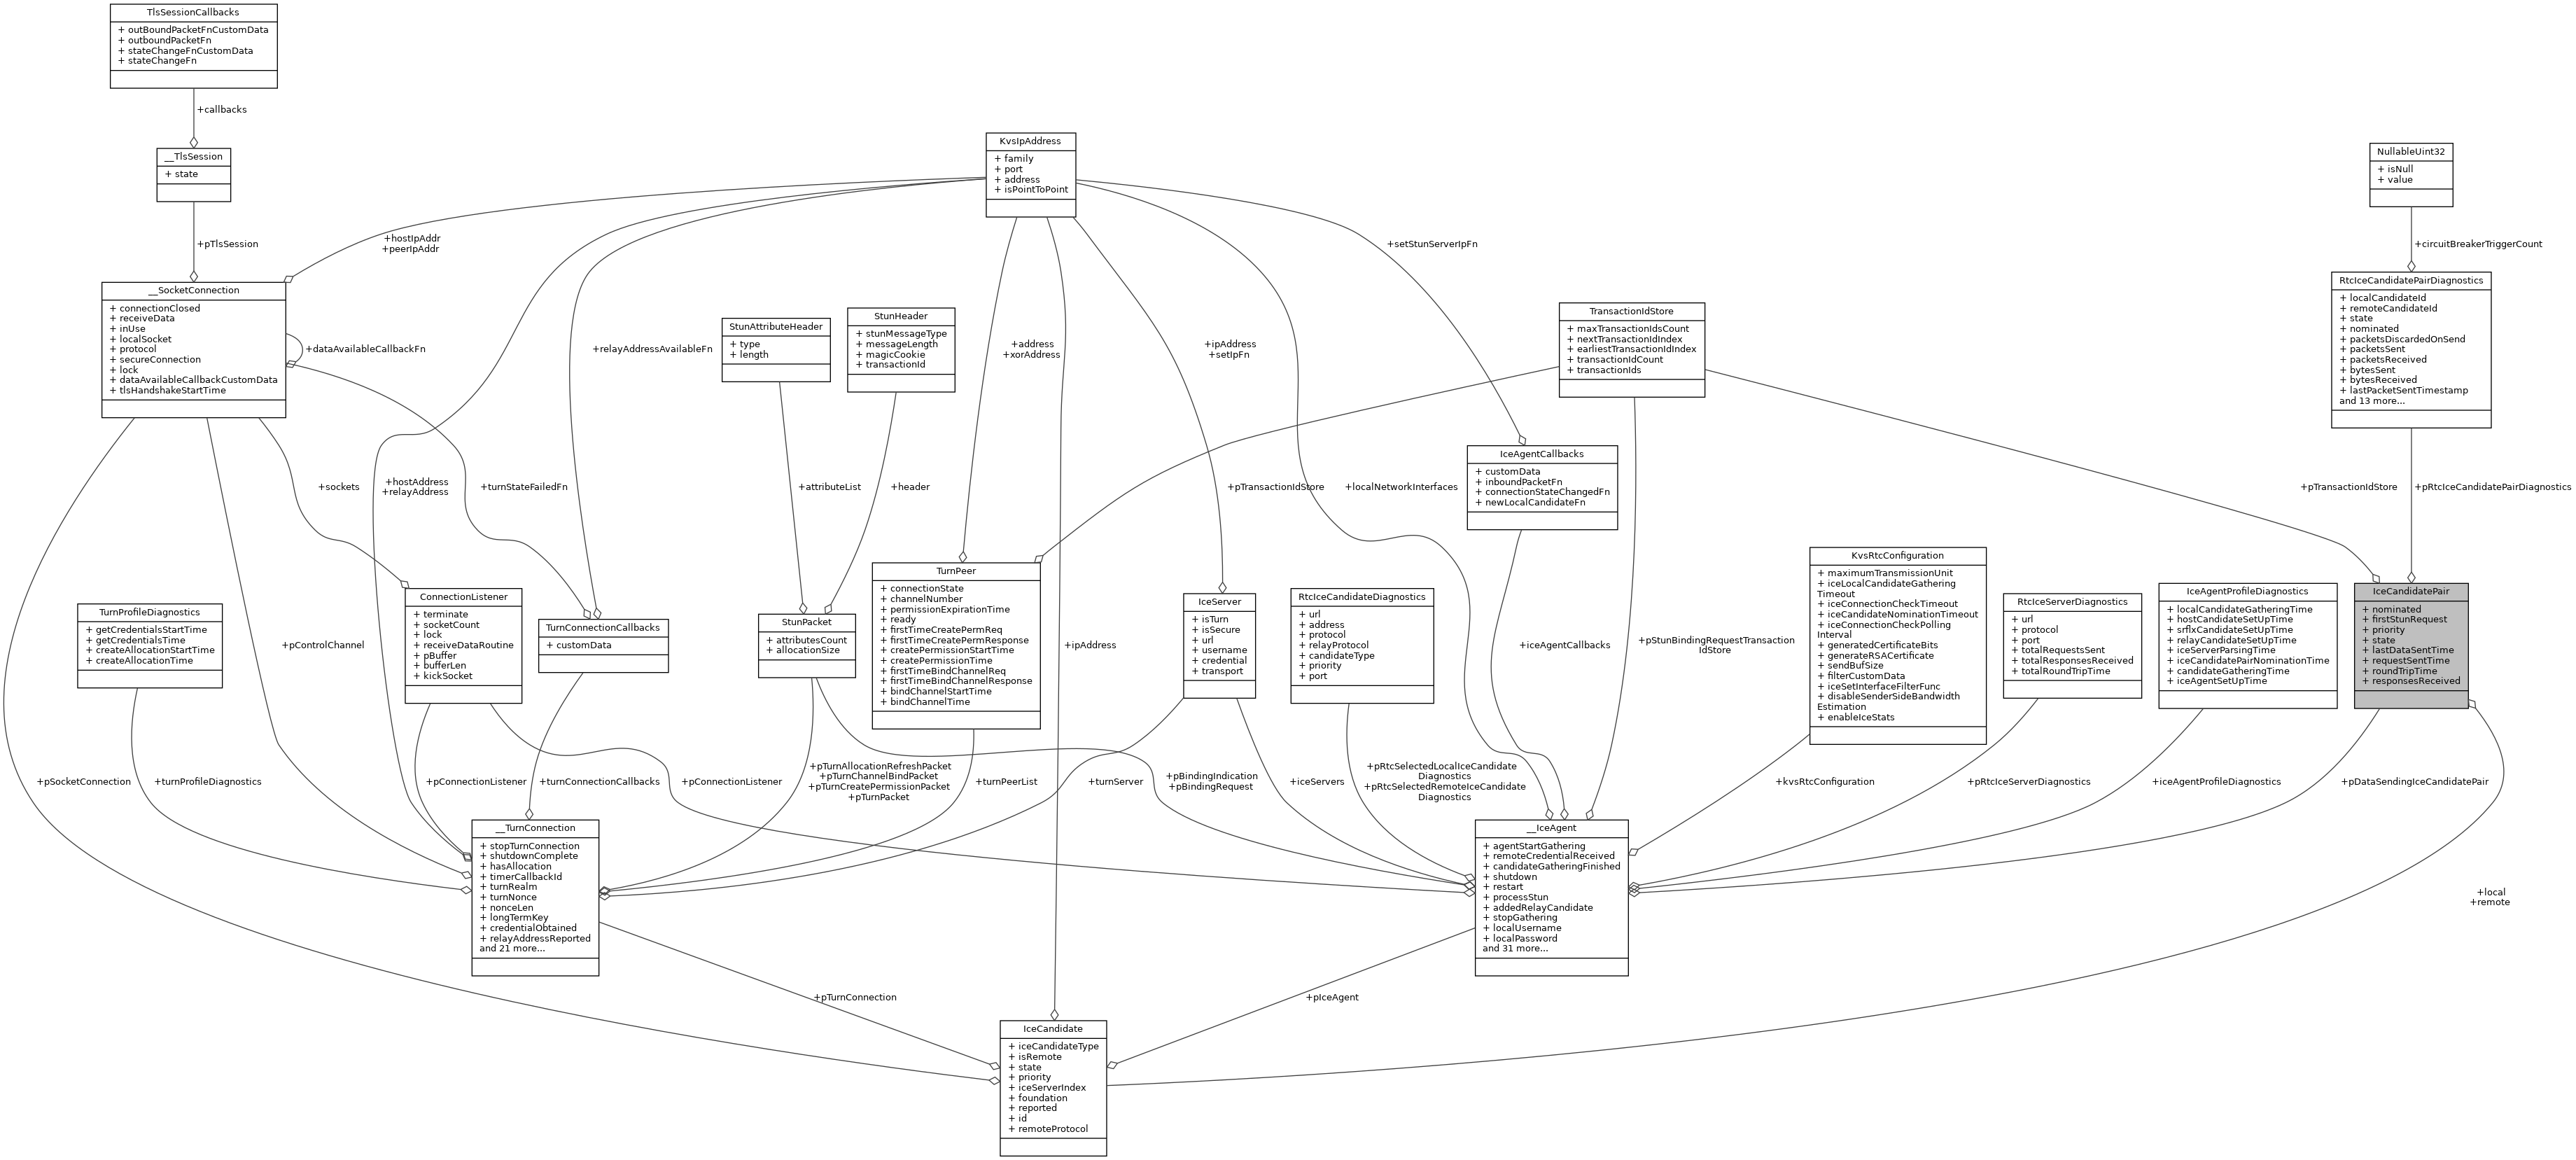 TlsSessionCallbacks
+ outBoundPacketFnCustomData
+ outboundPacketFn
+ stateChangeFnCustomData
+ stateChangeFn
+callbacks
__TlsSession
+ state
+pTlsSession
KvsIpAddress
+ family
+ port
+ address
+ isPointToPoint
NullableUint32
+ isNull
+ value
+hostIpAddr
+peerIpAddr
+setStunServerIpFn
+circuitBreakerTriggerCount
__SocketConnection
+ connectionClosed
+ receiveData
+ inUse
+ localSocket
+ protocol
+ secureConnection
+ lock
+ dataAvailableCallbackCustomData
+ tlsHandshakeStartTime
+dataAvailableCallbackFn
+relayAddressAvailableFn
StunAttributeHeader
+ type
+ length
StunHeader
+ stunMessageType
+ messageLength
+ magicCookie
+ transactionId
+address
+xorAddress
+ipAddress
+setIpFn
TransactionIdStore
+ maxTransactionIdsCount
+ nextTransactionIdIndex
+ earliestTransactionIdIndex
+ transactionIdCount
+ transactionIds
RtcIceCandidatePairDiagnostics
+ localCandidateId
+ remoteCandidateId
+ state
+ nominated
+ packetsDiscardedOnSend
+ packetsSent
+ packetsReceived
+ bytesSent
+ bytesReceived
+ lastPacketSentTimestamp
and 13 more...
IceAgentCallbacks
+ customData
+ inboundPacketFn
+ connectionStateChangedFn
+ newLocalCandidateFn
+sockets
+hostAddress
+relayAddress
+turnStateFailedFn
+attributeList
+header
+pTransactionIdStore
+localNetworkInterfaces
+pTransactionIdStore
+pRtcIceCandidatePairDiagnostics
TurnProfileDiagnostics
+ getCredentialsStartTime
+ getCredentialsTime
+ createAllocationStartTime
+ createAllocationTime
+pControlChannel
ConnectionListener
+ terminate
+ socketCount
+ lock
+ receiveDataRoutine
+ pBuffer
+ bufferLen
+ kickSocket
TurnConnectionCallbacks
+ customData
StunPacket
+ attributesCount
+ allocationSize
TurnPeer
+ connectionState
+ channelNumber
+ permissionExpirationTime
+ ready
+ firstTimeCreatePermReq
+ firstTimeCreatePermResponse
+ createPermissionStartTime
+ createPermissionTime
+ firstTimeBindChannelReq
+ firstTimeBindChannelResponse
+ bindChannelStartTime
+ bindChannelTime
+ipAddress
IceServer
+ isTurn
+ isSecure
+ url
+ username
+ credential
+ transport
RtcIceCandidateDiagnostics
+ url
+ address
+ protocol
+ relayProtocol
+ candidateType
+ priority
+ port
+iceAgentCallbacks
+pStunBindingRequestTransaction
IdStore
KvsRtcConfiguration
+ maximumTransmissionUnit
+ iceLocalCandidateGathering
Timeout
+ iceConnectionCheckTimeout
+ iceCandidateNominationTimeout
+ iceConnectionCheckPolling
Interval
+ generatedCertificateBits
+ generateRSACertificate
+ sendBufSize
+ filterCustomData
+ iceSetInterfaceFilterFunc
+ disableSenderSideBandwidth
Estimation
+ enableIceStats
RtcIceServerDiagnostics
+ url
+ protocol
+ port
+ totalRequestsSent
+ totalResponsesReceived
+ totalRoundTripTime
IceAgentProfileDiagnostics
+ localCandidateGatheringTime
+ hostCandidateSetUpTime
+ srflxCandidateSetUpTime
+ relayCandidateSetUpTime
+ iceServerParsingTime
+ iceCandidatePairNominationTime
+ candidateGatheringTime
+ iceAgentSetUpTime
IceCandidatePair
+ nominated
+ firstStunRequest
+ priority
+ state
+ lastDataSentTime
+ requestSentTime
+ roundTripTime
+ responsesReceived
+pSocketConnection
+turnProfileDiagnostics
+pConnectionListener
+turnConnectionCallbacks
+pConnectionListener
+pTurnAllocationRefreshPacket
+pTurnChannelBindPacket
+pTurnCreatePermissionPacket
+pTurnPacket
+turnPeerList
+turnServer
+pBindingIndication
+pBindingRequest
+iceServers
+pRtcSelectedLocalIceCandidate
Diagnostics
+pRtcSelectedRemoteIceCandidate
Diagnostics
+kvsRtcConfiguration
+pRtcIceServerDiagnostics
+iceAgentProfileDiagnostics
+pDataSendingIceCandidatePair
__TurnConnection
+ stopTurnConnection
+ shutdownComplete
+ hasAllocation
+ timerCallbackId
+ turnRealm
+ turnNonce
+ nonceLen
+ longTermKey
+ credentialObtained
+ relayAddressReported
and 21 more...
__IceAgent
+ agentStartGathering
+ remoteCredentialReceived
+ candidateGatheringFinished
+ shutdown
+ restart
+ processStun
+ addedRelayCandidate
+ stopGathering
+ localUsername
+ localPassword
and 31 more...
+local
+remote
+pTurnConnection
+pIceAgent
IceCandidate
+ iceCandidateType
+ isRemote
+ state
+ priority
+ iceServerIndex
+ foundation
+ reported
+ id
+ remoteProtocol